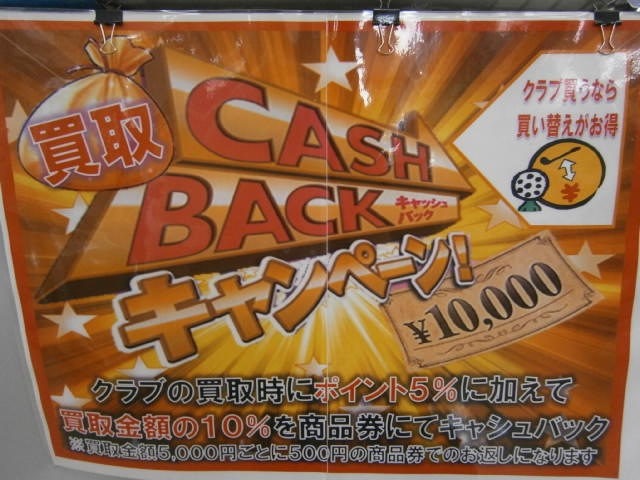 買取
CASH
BACK
キャッシュ
バック
キャンペーン!
クラブ買うなら
買い替えがお得
¥10,000
クラブの買取時にポイント5%に加えて
買取金額の10%を商品券にてキャシュバック
※買取金額5,000円ごとに500円の商品券でのお返しになります